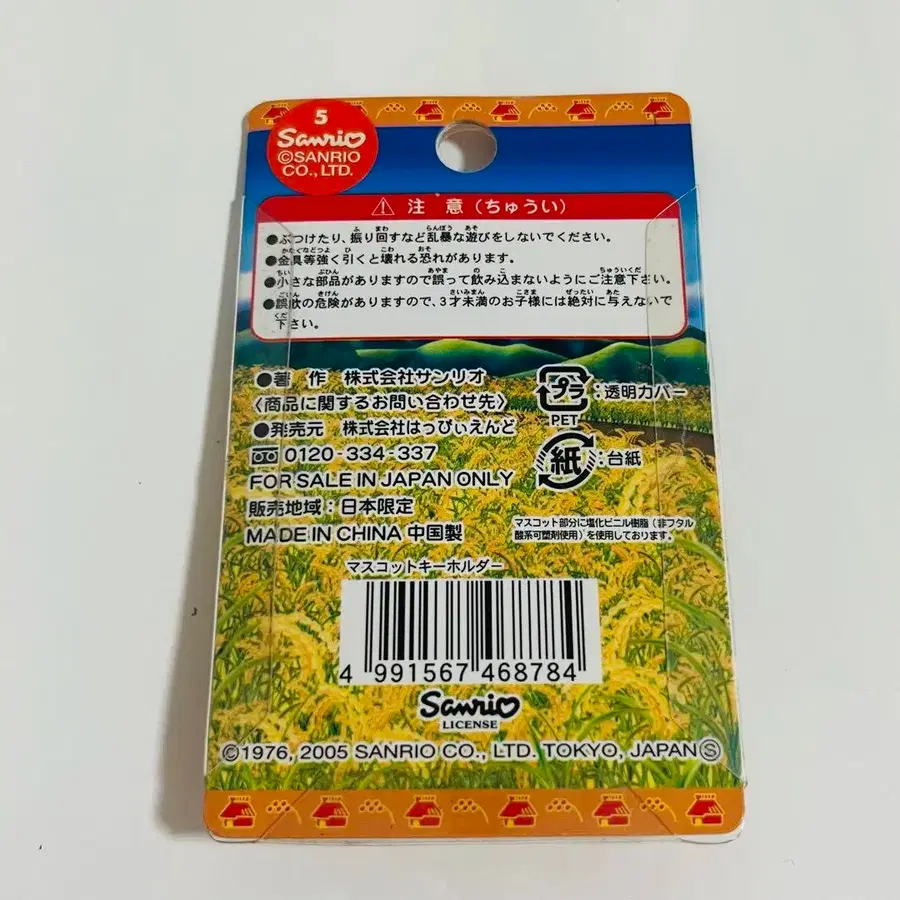 5
Sanrio
©SANRIO
CO., LTD.
⚠ 注 意（ちゅうい）
●ぶつけたり、振り回すなど乱暴な遊びをしないでください。
●金具等強く引くと壊れる恐れがあります。
●小さな部品がありますので誤って飲み込まないようにご注意下さい。
●誤飲の危険がありますので、3才未満のお子様には絶対に与えないで
下さい。
●著 作 株式会社サンリオ
〈商品に関するお問い合わせ先〉
●発売元 株式会社はっぴぃえんど
0120-334-337
FOR SALE IN JAPAN ONLY
販売地域：日本限定
MADE IN CHINA 中国製
プラ：透明カバー
PET
紙：台紙
マスコット部分に塩化ビニル樹脂（非フタル
酸系可塑剤使用）を使用しております。
マスコットキーホルダー
4 991567 468784
Sanrio
LICENSE
©1976, 2005 SANRIO CO., LTD. TOKYO, JAPAN Ⓢ